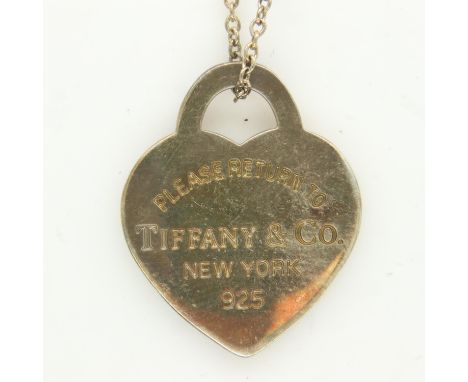 PLEASE RETURN TO
TIFFANY & CO.
NEW YORK
925